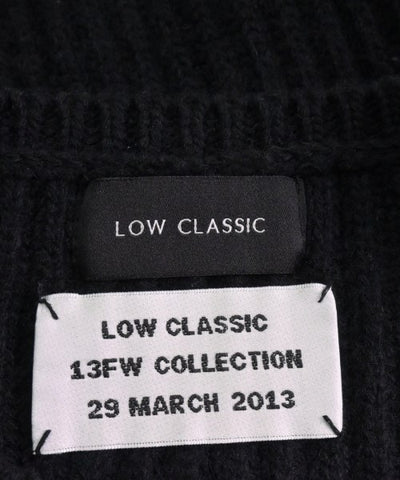 LOW CLASSIC
LOW CLASSIC
13FW COLLECTION
29 MARCH 2013